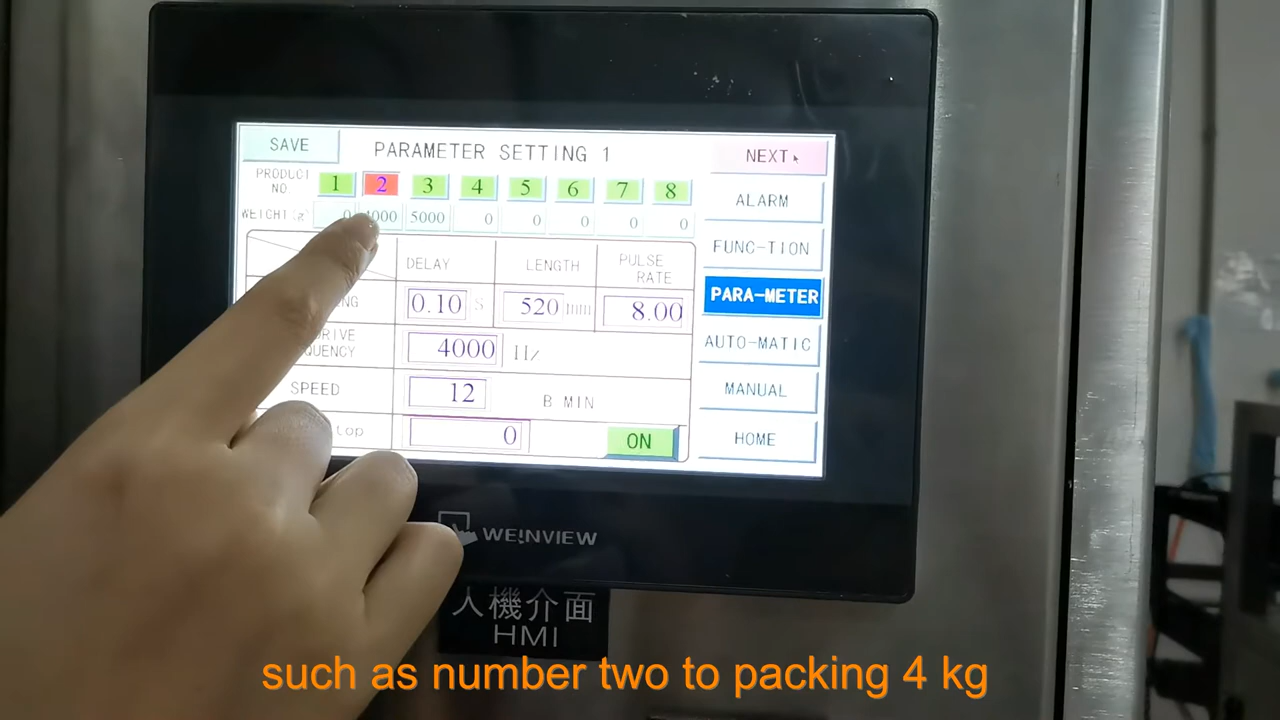 SAVE
PARAMETER SETTING 1
NEXT
PRODUCT NO
1 2 3 4 5 6 7 8
WEIGHT(g)
0 4000 5000 0 0 0 0 0
ALARM
FUNC-TION
PARA-METER
AUTO-MATIC
MANUAL
HOME
DELAY LENGTH PULSE RATE
0.10 S 520 mm 8.00
4000 Hz
SPEED 12 B MIN
0 ON
WEINVIEW
人機介面
HMI
such as number two to packing 4 kg